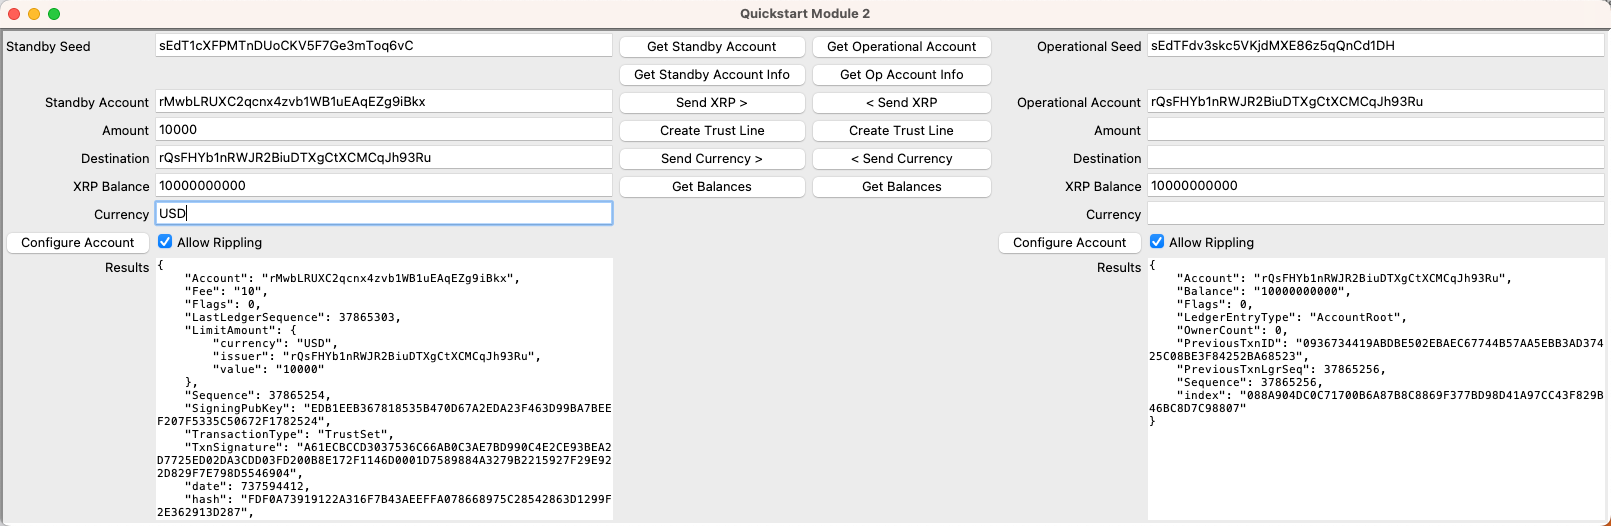 Quickstart Module 2
Standby Seed
sEdT1cXFPMTnDUoCKV5F7Ge3mToq6vC
Get Standby Account
Get Operational Account
Operational Seed
sEdTFdv3skc5VKjdMXE86z5qQnCd1DH
Get Standby Account Info
Get Op Account Info
Standby Account
rMwbLRUXC2qcnx4zvb1WB1uEAqEZg9iBkx
Send XRP >
< Send XRP
Operational Account
rQsFHYb1nRWJR2BiuDTXgCtXCMCqJh93Ru
Amount
10000
Create Trust Line
Create Trust Line
Amount
Destination
rQsFHYb1nRWJR2BiuDTXgCtXCMCqJh93Ru
Send Currency >
< Send Currency
Destination
XRP Balance
10000000000
Get Balances
Get Balances
XRP Balance
10000000000
Currency
USD
Currency
Configure Account
Allow Rippling
Configure Account
Allow Rippling
Results
{
"Account": "rMwbLRUXC2qcnx4zvb1WB1uEAqEZg9iBkx",
"Fee": "10",
"Flags": 0,
"LastLedgerSequence": 37865303,
"LimitAmount": {
"currency": "USD",
"issuer": "rQsFHYb1nRWJR2BiuDTXgCtXCMCqJh93Ru",
"value": "10000"
},
"Sequence": 37865254,
"SigningPubKey": "EDB1EEB367818535B470D67A2EDA23F463D99BA7BEE
F207F5335C50672F1782524",
"TransactionType": "TrustSet",
"TxnSignature": "A61ECBCCD3037536C66AB0C3AE7BD990C4E2CE93BEA2
D7725ED02DA3CDD03FD200B8E172F1146D0001D7589884A3279B2215927F29E92
2D829F7E798D5546904",
"date": 737594412,
"hash": "FDF0A73919122A316F7B43AEEFFA078668975C28542863D1299F
2E362913D287",
Results
{
"Account": "rQsFHYb1nRWJR2BiuDTXgCtXCMCqJh93Ru",
"Balance": "10000000000",
"Flags": 0,
"LedgerEntryType": "AccountRoot",
"OwnerCount": 0,
"PreviousTxnID": "0936734419ABDBE502EBAEC67744B57AA5EBB3AD374
25C08BE3F84252BA68523",
"PreviousTxnLgrSeq": 37865256,
"Sequence": 37865256,
"index": "088A904DC0C71700B6A87B8C8869F377BD98D41A97CC43F829B
46BC8D7C98807"
}